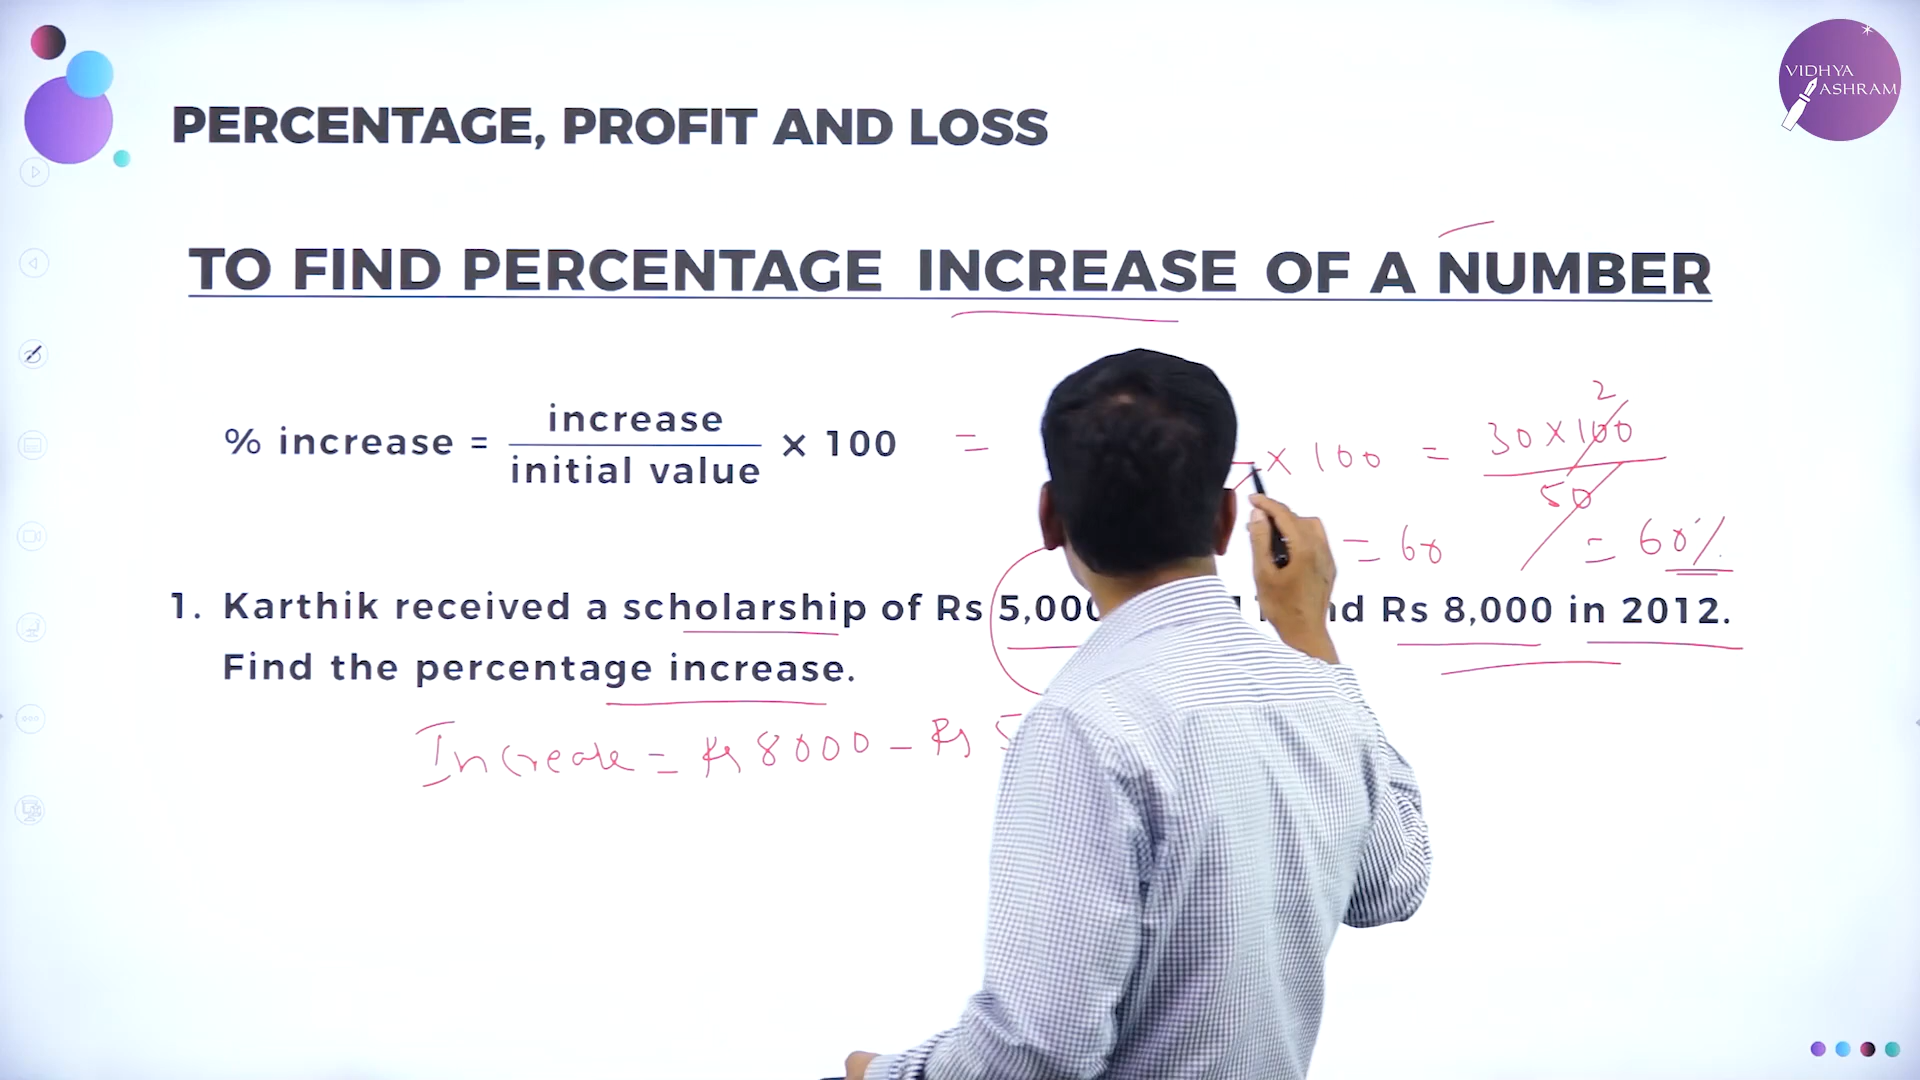 VIDHYA
ASHRAM
PERCENTAGE, PROFIT AND LOSS
TO FIND PERCENTAGE INCREASE OF A NUMBER
% increase = increase / initial value × 100 = × 100 = 30 × 100 / 50
2
= 60 = 60%
1. Karthik received a scholarship of Rs 5,000 Rs 8,000 in 2012.
Find the percentage increase.
Increase = Rs 8000 - Rs 5